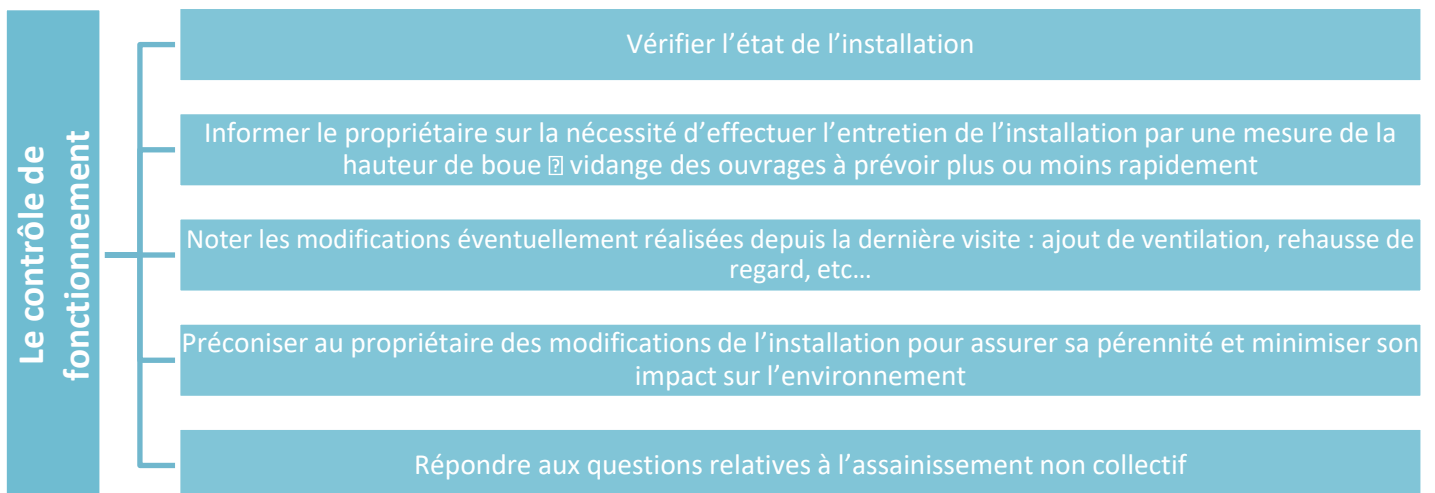 Le contrôle de
fonctionnement
Vérifier l’état de l’installation
Informer le propriétaire sur la nécessité d’effectuer l’entretien de l’installation par une mesure de la
hauteur de boue ⍰ vidange des ouvrages à prévoir plus ou moins rapidement
Noter les modifications éventuellement réalisées depuis la dernière visite : ajout de ventilation, rehausse de
regard, etc…
Préconiser au propriétaire des modifications de l’installation pour assurer sa pérennité et minimiser son
impact sur l’environnement
Répondre aux questions relatives à l’assainissement non collectif